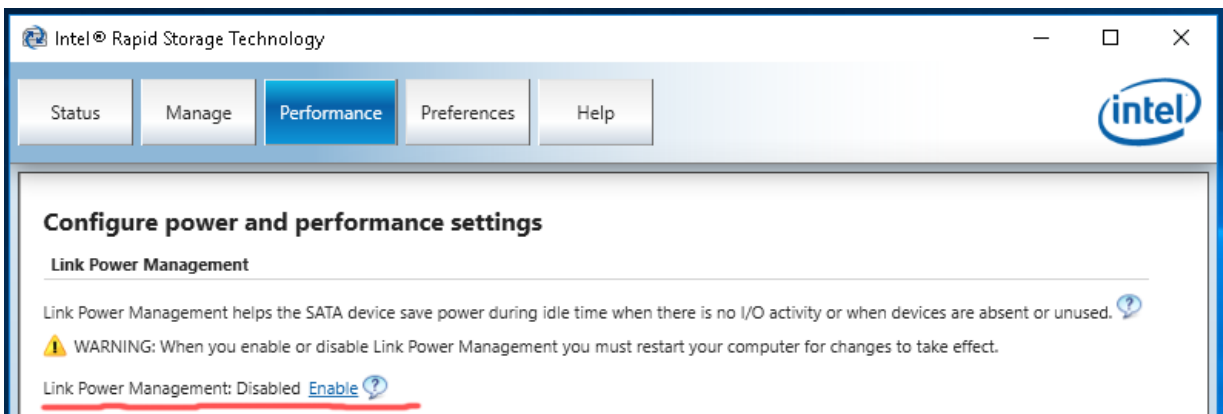 Intel® Rapid Storage Technology
Status Manage Performance Preferences Help
intel
Configure power and performance settings
Link Power Management
Link Power Management helps the SATA device save power during idle time when there is no I/O activity or when devices are absent or unused. ?
WARNING: When you enable or disable Link Power Management you must restart your computer for changes to take effect.
Link Power Management: Disabled Enable ?